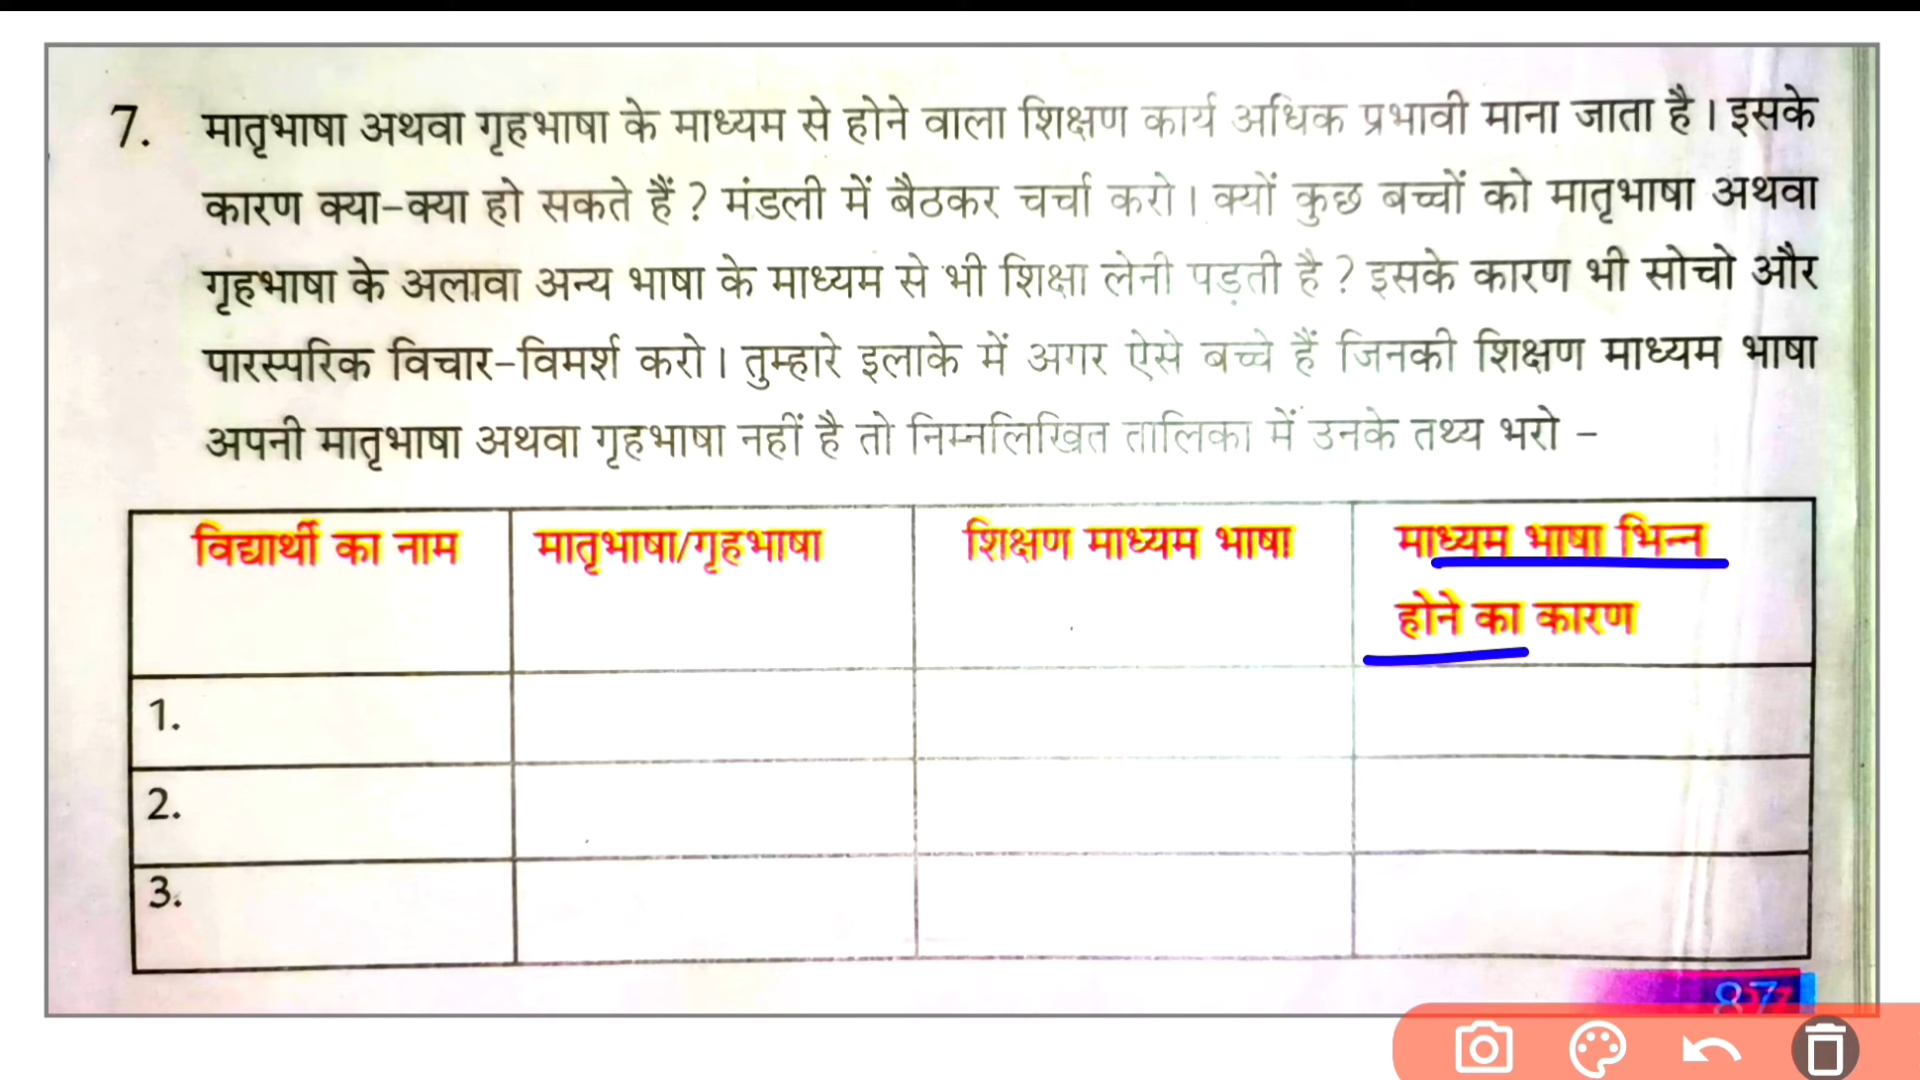 7. मातृभाषा अथवा गृहभाषा के माध्यम से होने वाला शिक्षण कार्य अधिक प्रभावी माना जाता है। इसके
कारण क्या-क्या हो सकते हैं ? मंडली में बैठकर चर्चा करो। क्यों कुछ बच्चों को मातृभाषा अथवा
गृहभाषा के अलावा अन्य भाषा के माध्यम से भी शिक्षा लेनी पड़ती है ? इसके कारण भी सोचो और
पारस्परिक विचार-विमर्श करो। तुम्हारे इलाके में अगर ऐसे बच्चे हैं जिनकी शिक्षण माध्यम भाषा
अपनी मातृभाषा अथवा गृहभाषा नहीं है तो निम्नलिखित तालिका में उनके तथ्य भरो –
विद्यार्थी का नाम मातृभाषा/गृहभाषा शिक्षण माध्यम भाषा माध्यम भाषा भिन्न
होने का कारण
1.
2.
3.
87